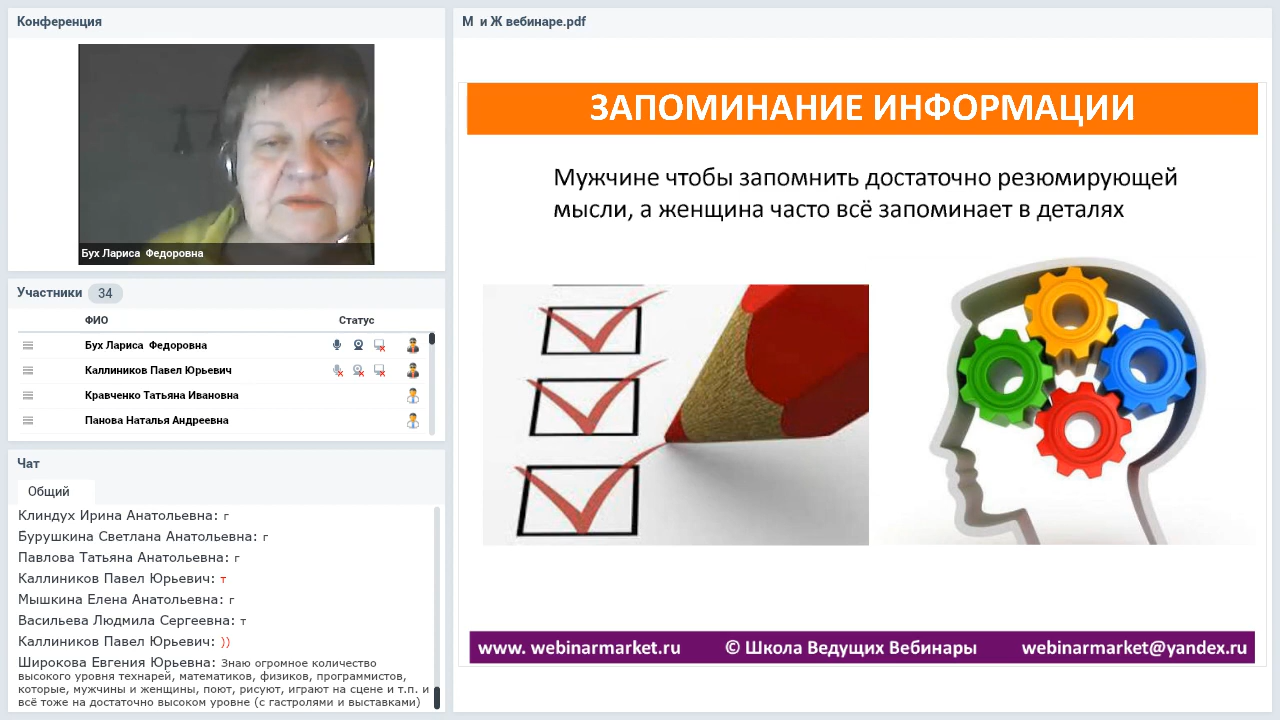 Конференция
Бух Лариса  Федоровна
Участники 34
ФИО Статус
Бух Лариса  Федоровна
Каллиников Павел Юрьевич
Кравченко Татьяна Ивановна
Панова Наталья Андреевна
Чат
Общий
Клиндух Ирина Анатольевна: г
Бурушкина Светлана Анатольевна: г
Павлова Татьяна Анатольевна: г
Каллиников Павел Юрьевич: т
Мышкина Елена Анатольевна: г
Васильева Людмила Сергеевна: т
Каллиников Павел Юрьевич: ))
Широкова Евгения Юрьевна: Знаю огромное количество
высокого уровня технарей, математиков, физиков, программистов,
которые, мужчины и женщины, поют, рисуют, играют на сцене и т.п. и
всё тоже на достаточно высоком уровне (с гастролями и выставками)
М  и Ж вебинаре.pdf
ЗАПОМИНАНИЕ ИНФОРМАЦИИ
Мужчине чтобы запомнить достаточно резюмирующей
мысли, а женщина часто всё запоминает в деталях
www. webinarmarket.ru © Школа Ведущих Вебинары webinarmarket@yandex.ru